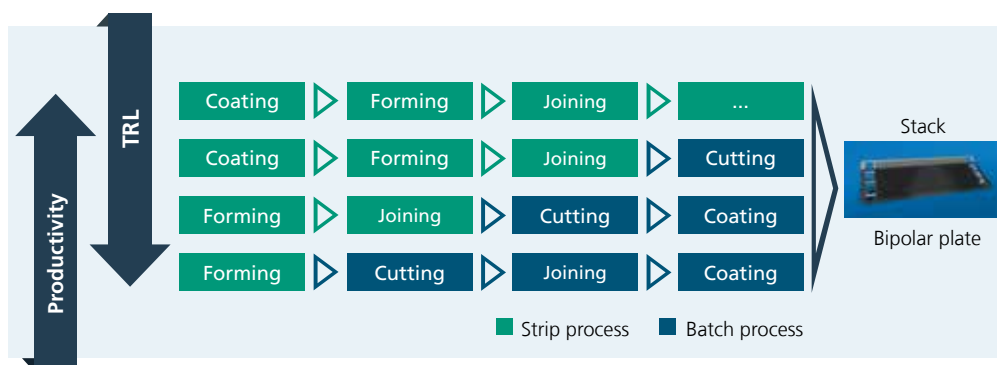 TRL
Productivity
Coating Forming Joining ...
Coating Forming Joining Cutting
Forming Joining Cutting Coating
Forming Cutting Joining Coating
Stack
Bipolar plate
Strip process Batch process